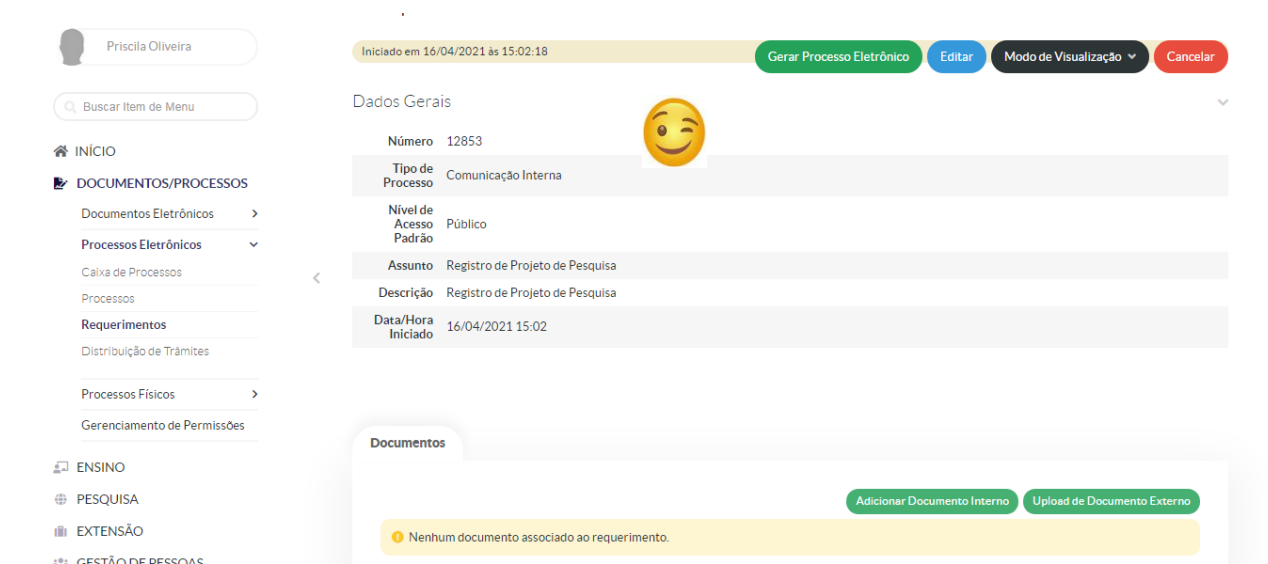 Priscila Oliveira
Buscar Item de Menu
INÍCIO
DOCUMENTOS/PROCESSOS
Documentos Eletrônicos
Processos Eletrônicos
Caixa de Processos
Processos
Requerimentos
Distribuição de Trâmites
Processos Físicos
Gerenciamento de Permissões
ENSINO
PESQUISA
EXTENSÃO
GESTÃO DE PESSOAS
Iniciado em 16/04/2021 às 15:02:18
Gerar Processo Eletrônico
Editar
Modo de Visualização
Cancelar
Dados Gerais
Número 12853
Tipo de
Processo Comunicação Interna
Nível de
Acesso Público
Padrão
Assunto Registro de Projeto de Pesquisa
Descrição Registro de Projeto de Pesquisa
Data/Hora
Iniciado 16/04/2021 15:02
Documentos
Adicionar Documento Interno
Upload de Documento Externo
Nenhum documento associado ao requerimento.